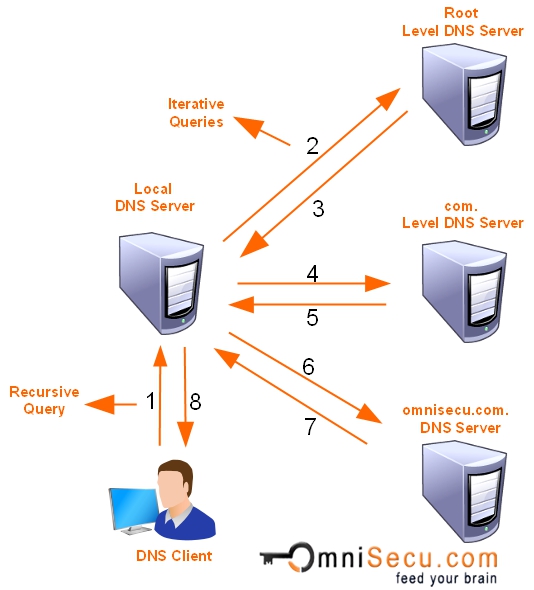 Root
Level DNS Server
Iterative
Queries
2
3
Local
DNS Server
com.
Level DNS Server
4
5
6
7
omnisecu.com.
DNS Server
Recursive
Query
1
8
DNS Client
OmniSecu.com
feed your brain